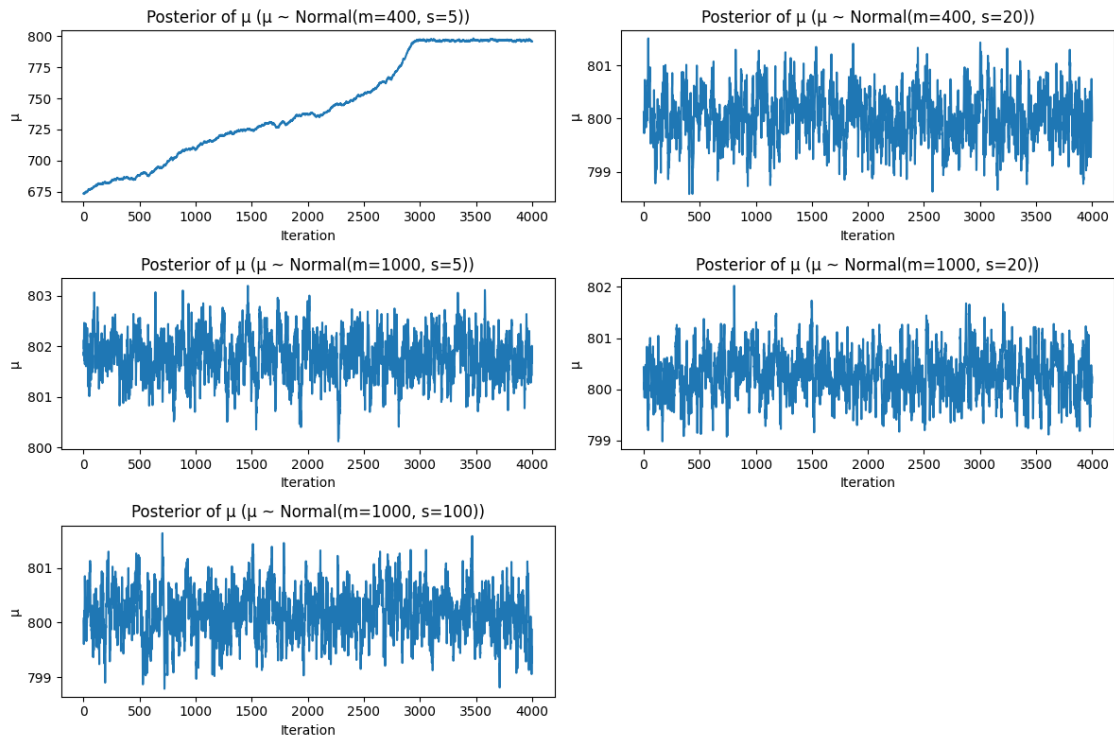 Posterior of μ (μ ~ Normal(m=400, s=5))
800
775
750
725
700
675
μ
0 500 1000 1500 2000 2500 3000 3500 4000
Iteration
Posterior of μ (μ ~ Normal(m=400, s=20))
801
800
799
μ
0 500 1000 1500 2000 2500 3000 3500 4000
Iteration
Posterior of μ (μ ~ Normal(m=1000, s=5))
803
802
801
800
μ
0 500 1000 1500 2000 2500 3000 3500 4000
Iteration
Posterior of μ (μ ~ Normal(m=1000, s=20))
802
801
800
799
μ
0 500 1000 1500 2000 2500 3000 3500 4000
Iteration
Posterior of μ (μ ~ Normal(m=1000, s=100))
801
800
799
μ
0 500 1000 1500 2000 2500 3000 3500 4000
Iteration